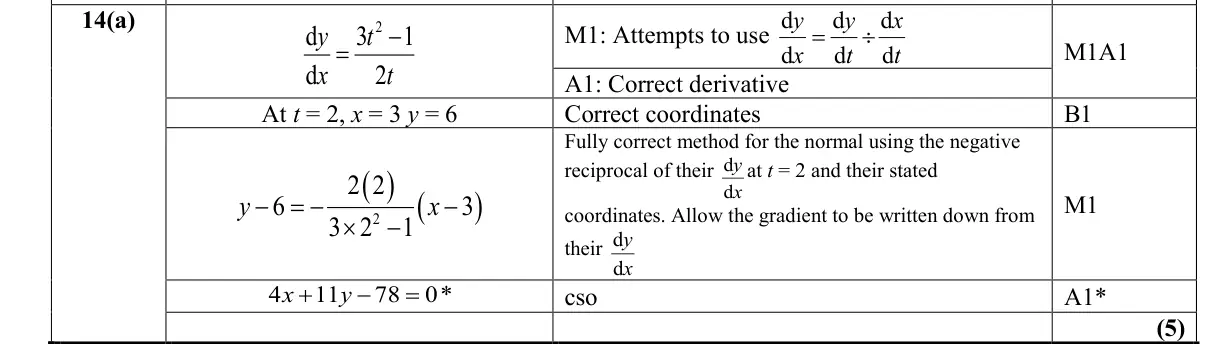 14(a)
dy/dx = (3t² − 1)/2t
M1: Attempts to use dy/dx = dy/dt ÷ dx/dt
M1A1
A1: Correct derivative
At t = 2, x = 3 y = 6
Correct coordinates
B1
y − 6 = − 2(2)/(3×2² − 1) (x − 3)
Fully correct method for the normal using the negative
reciprocal of their dy/dx at t = 2 and their stated
coordinates. Allow the gradient to be written down from
their dy/dx
M1
4x + 11y − 78 = 0*
cso
A1*
(5)